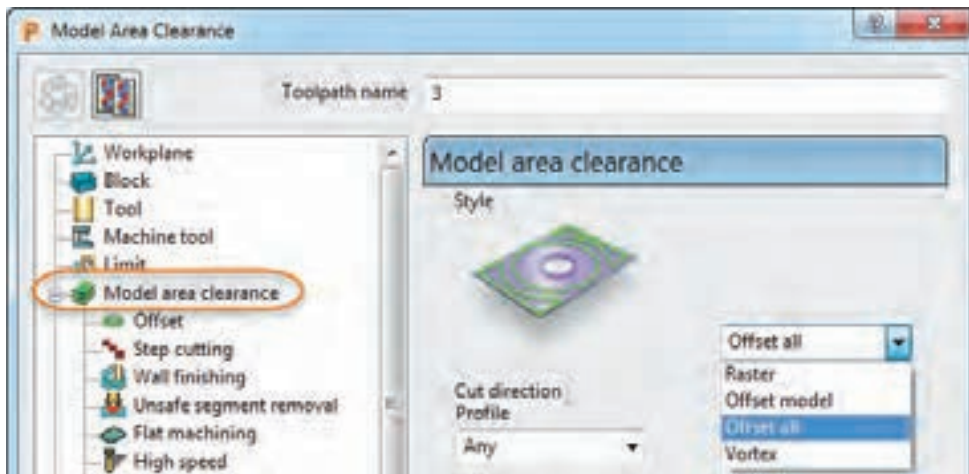 Model Area Clearance
Toolpath name 3
Workplane
Block
Tool
Machine tool
Limit
Model area clearance
Offset
Step cutting
Wall finishing
Unsafe segment removal
Flat machining
High speed
Model area clearance
Style
Offset all
Raster
Offset model
Offset all
Vortex
Cut direction
Profile
Any